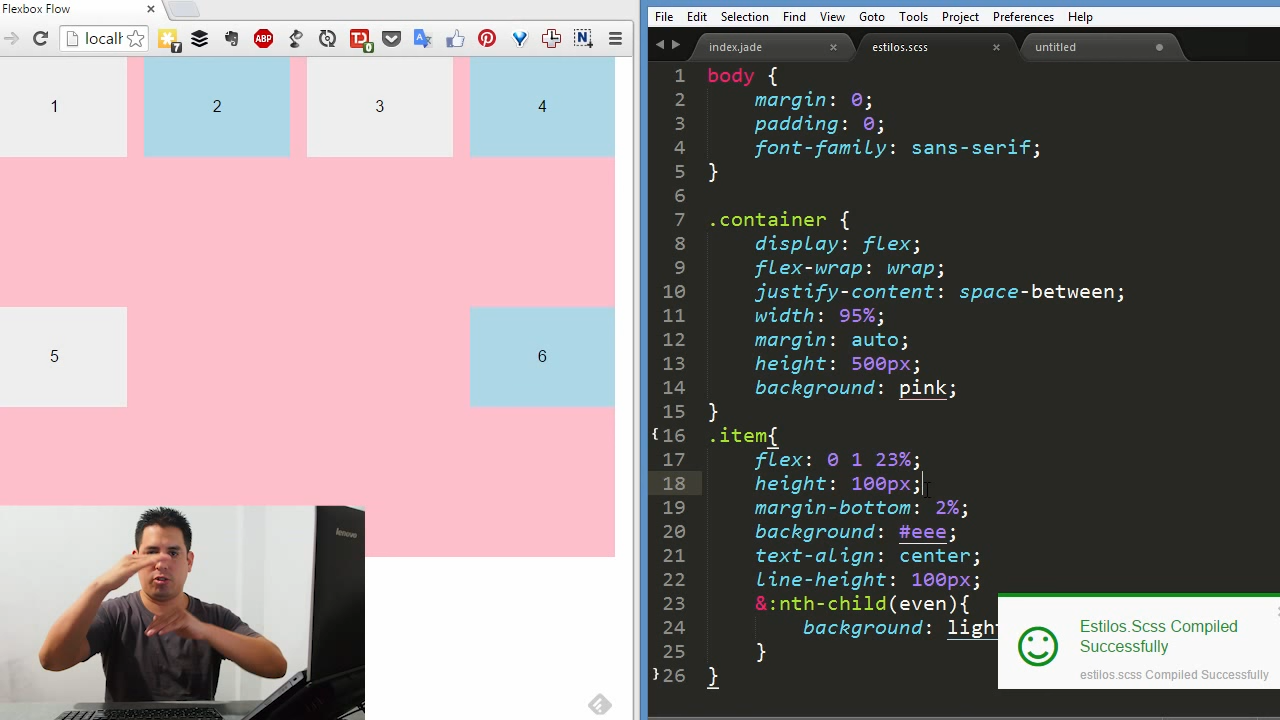 Flexbox Flow
File Edit Selection Find View Goto Tools Project Preferences Help
localh
7
ABP
0
N
index.jade
estilos.scss
untitled
1
2
3
4
5
6
1 body {
2 margin: 0;
3 padding: 0;
4 font-family: sans-serif;
5 }
6
7 .container {
8 display: flex;
9 flex-wrap: wrap;
10 justify-content: space-between;
11 width: 95%;
12 margin: auto;
13 height: 500px;
14 background: pink;
15 }
{16 .item{
17 flex: 0 1 23%;
18 height: 100px;
19 margin-bottom: 2%;
20 background: #eee;
21 text-align: center;
22 line-height: 100px;
23 &:nth-child(even){
24 background: light
25 }
}26 }
Estilos.Scss Compiled
Successfully
estilos.scss Compiled Successfully
lenovo